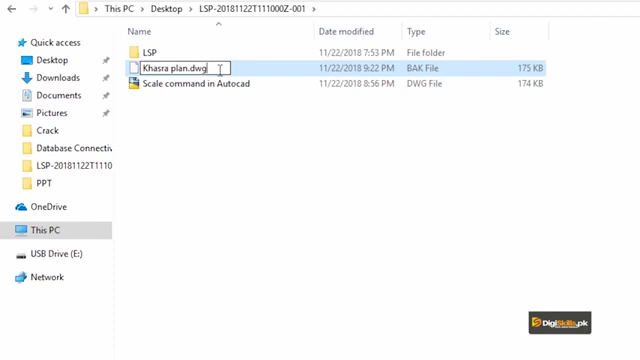 This PC > Desktop > LSP-20181122T111000Z-001 >
Name Date modified Type Size
Quick access
Desktop
Downloads
Documents
Pictures
Crack
Database Connectiv
LSP-20181122T1110
PPT
OneDrive
This PC
USB Drive (E:)
Network
LSP 11/22/2018 7:53 PM File folder
Khasra plan.dwg 11/22/2018 9:22 PM BAK File 175 KB
Scale command in Autocad 11/22/2018 8:56 PM DWG File 174 KB
DigiSkills.pk